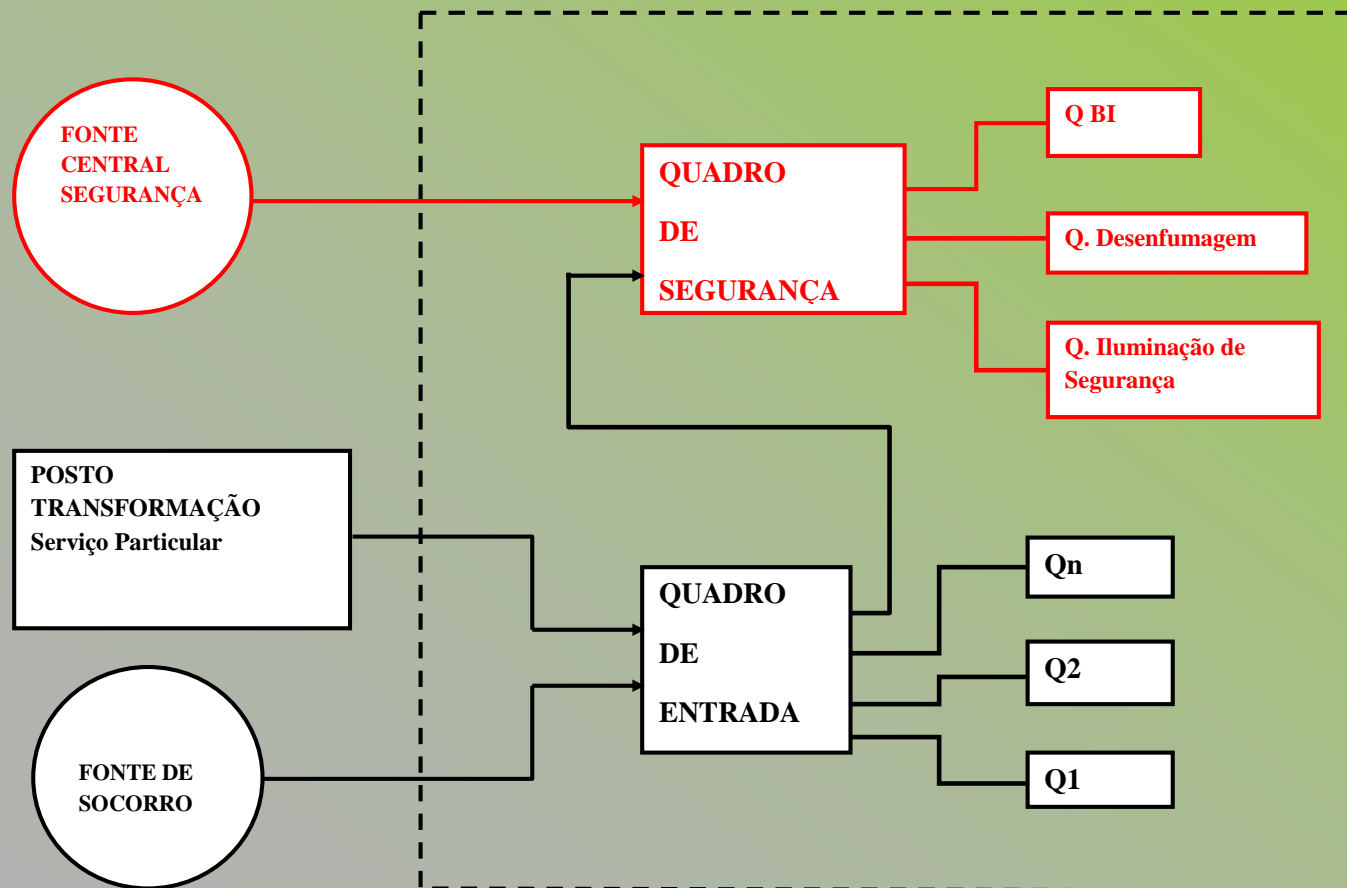 FONTE
CENTRAL
SEGURANÇA
QUADRO
DE
SEGURANÇA
Q BI
Q. Desenfumagem
Q. Iluminação de
Segurança
POSTO
TRANSFORMAÇÃO
Serviço Particular
QUADRO
DE
ENTRADA
Qn
Q2
Q1
FONTE DE
SOCORRO